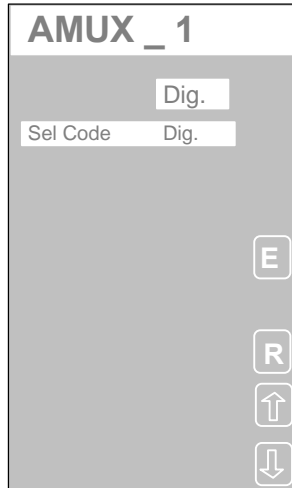 AMUX _ 1
Dig.
Sel Code Dig.
E
R